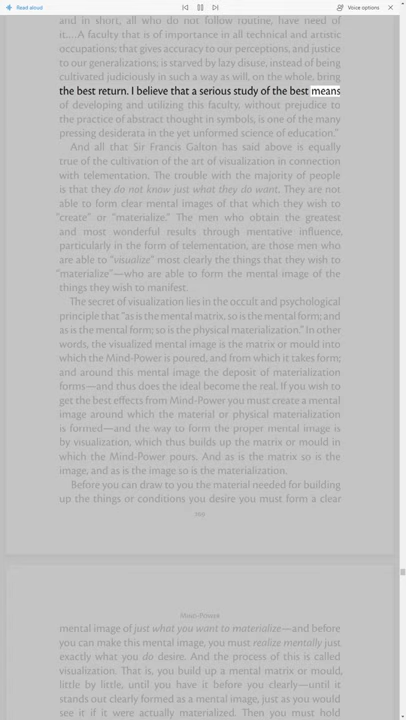 Read aloud
Voice options
and in short, all who do not follow routine, have need of
it....A faculty that is of importance in all technical and artistic
occupations; that gives accuracy to our perceptions, and justice
to our generalizations; is starved by lazy disuse, instead of being
cultivated judiciously in such a way as will, on the whole, bring
the best return. I believe that a serious study of the best means
of developing and utilizing this faculty, without prejudice to
the practice of abstract thought in symbols, is one of the many
pressing desiderata in the yet unformed science of education."
And all that Sir Francis Galton has said above is equally
true of the cultivation of the art of visualization in connection
with telementation. The trouble with the majority of people
is that they do not know just what they do want. They are not
able to form clear mental images of that which they wish to
"create" or "materialize." The men who obtain the greatest
and most wonderful results through mentative influence,
particularly in the form of telementation, are those men who
are able to "visualize" most clearly the things that they wish to
"materialize"—who are able to form the mental image of the
things they wish to manifest.
The secret of visualization lies in the occult and psychological
principle that "as is the mental matrix, so is the mental form; and
as is the mental form; so is the physical materialization." In other
words, the visualized mental image is the matrix or mould into
which the Mind-Power is poured, and from which it takes form;
and around this mental image the deposit of materialization
forms—and thus does the ideal become the real. If you wish to
get the best effects from Mind-Power you must create a mental
image around which the material or physical materialization
is formed—and the way to form the proper mental image is
by visualization, which thus builds up the matrix or mould in
which the Mind-Power pours. And as is the matrix so is the
image, and as is the image so is the materialization.
Before you can draw to you the material needed for building
up the things or conditions you desire you must form a clear
Mind-Power
mental image of just what you want to materialize—and before
you can make this mental image, you must realize mentally just
exactly what you do desire. And the process of this is called
visualization. That is, you build up a mental matrix or mould,
little by little, until you have it before you clearly—until it
stands out clearly formed as a mental image, just as you would
see it if it were actually materialized. Then you must hold